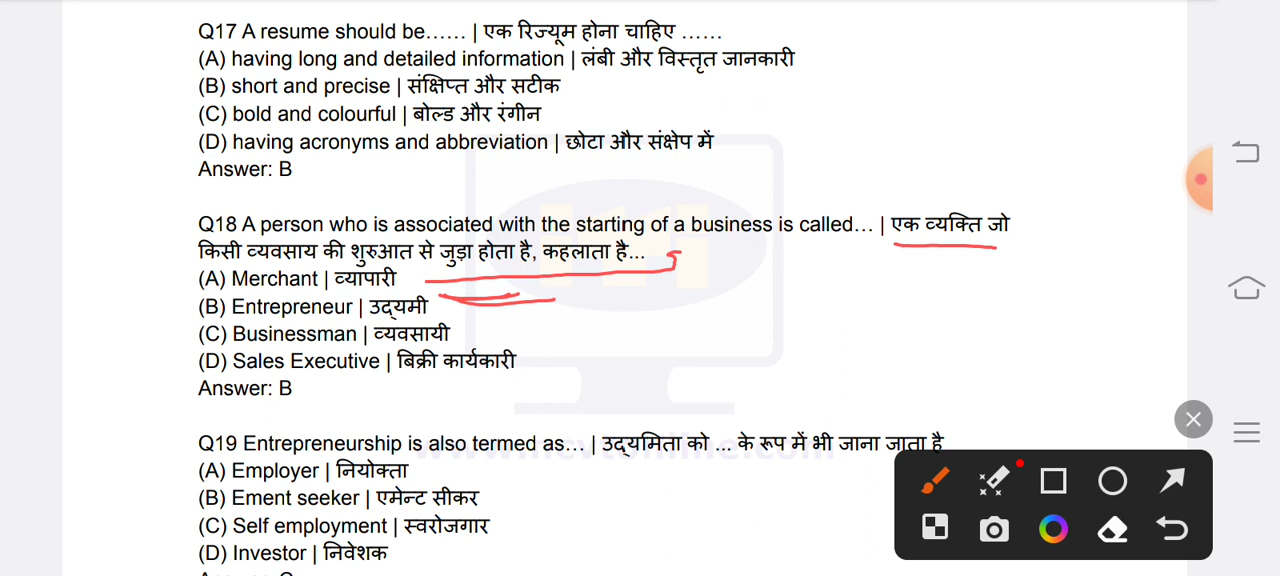 Q17 A resume should be…… | एक रिज्यूम होना चाहिए ……
(A) having long and detailed information | लंबी और विस्तृत जानकारी
(B) short and precise | संक्षिप्त और सटीक
(C) bold and colourful | बोल्ड और रंगीन
(D) having acronyms and abbreviation | छोटा और संक्षेप में
Answer: B
Q18 A person who is associated with the starting of a business is called… | एक व्यक्ति जो
किसी व्यवसाय की शुरुआत से जुड़ा होता है, कहलाता है…
(A) Merchant | व्यापारी
(B) Entrepreneur | उद्यमी
(C) Businessman | व्यवसायी
(D) Sales Executive | बिक्री कार्यकारी
Answer: B
Q19 Entrepreneurship is also termed as… | उद्यमिता को … के रूप में भी जाना जाता है
(A) Employer | नियोक्ता
(B) Ement seeker | एमेन्ट सीकर
(C) Self employment | स्वरोजगार
(D) Investor | निवेशक